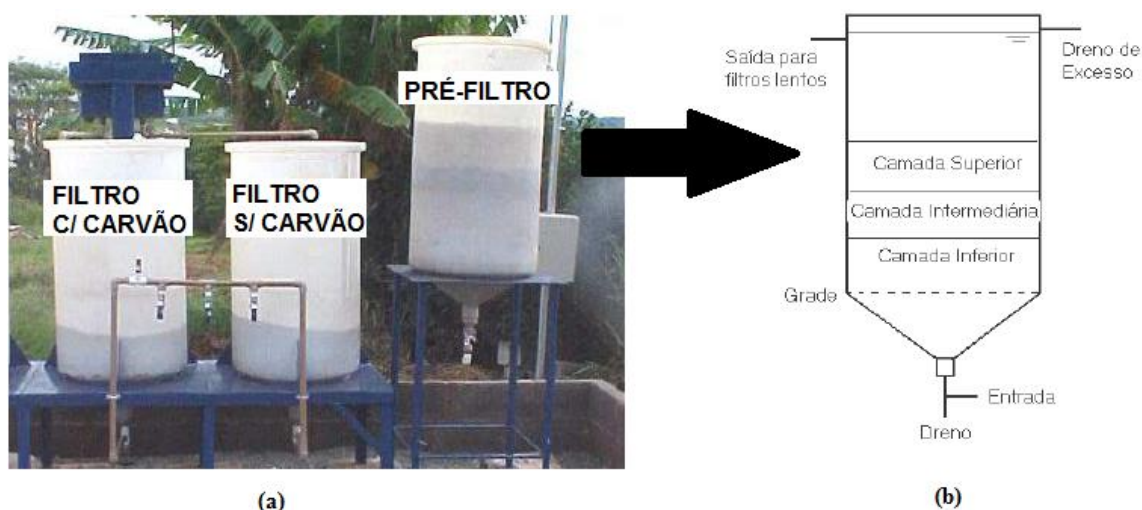 PRÉ-FILTRO
FILTRO
C/ CARVÃO
FILTRO
S/ CARVÃO
(a)
Saída para
filtros lentos
Dreno de
Excesso
Camada Superior
Camada Intermediária
Camada Inferior
Grade
Entrada
Dreno
(b)